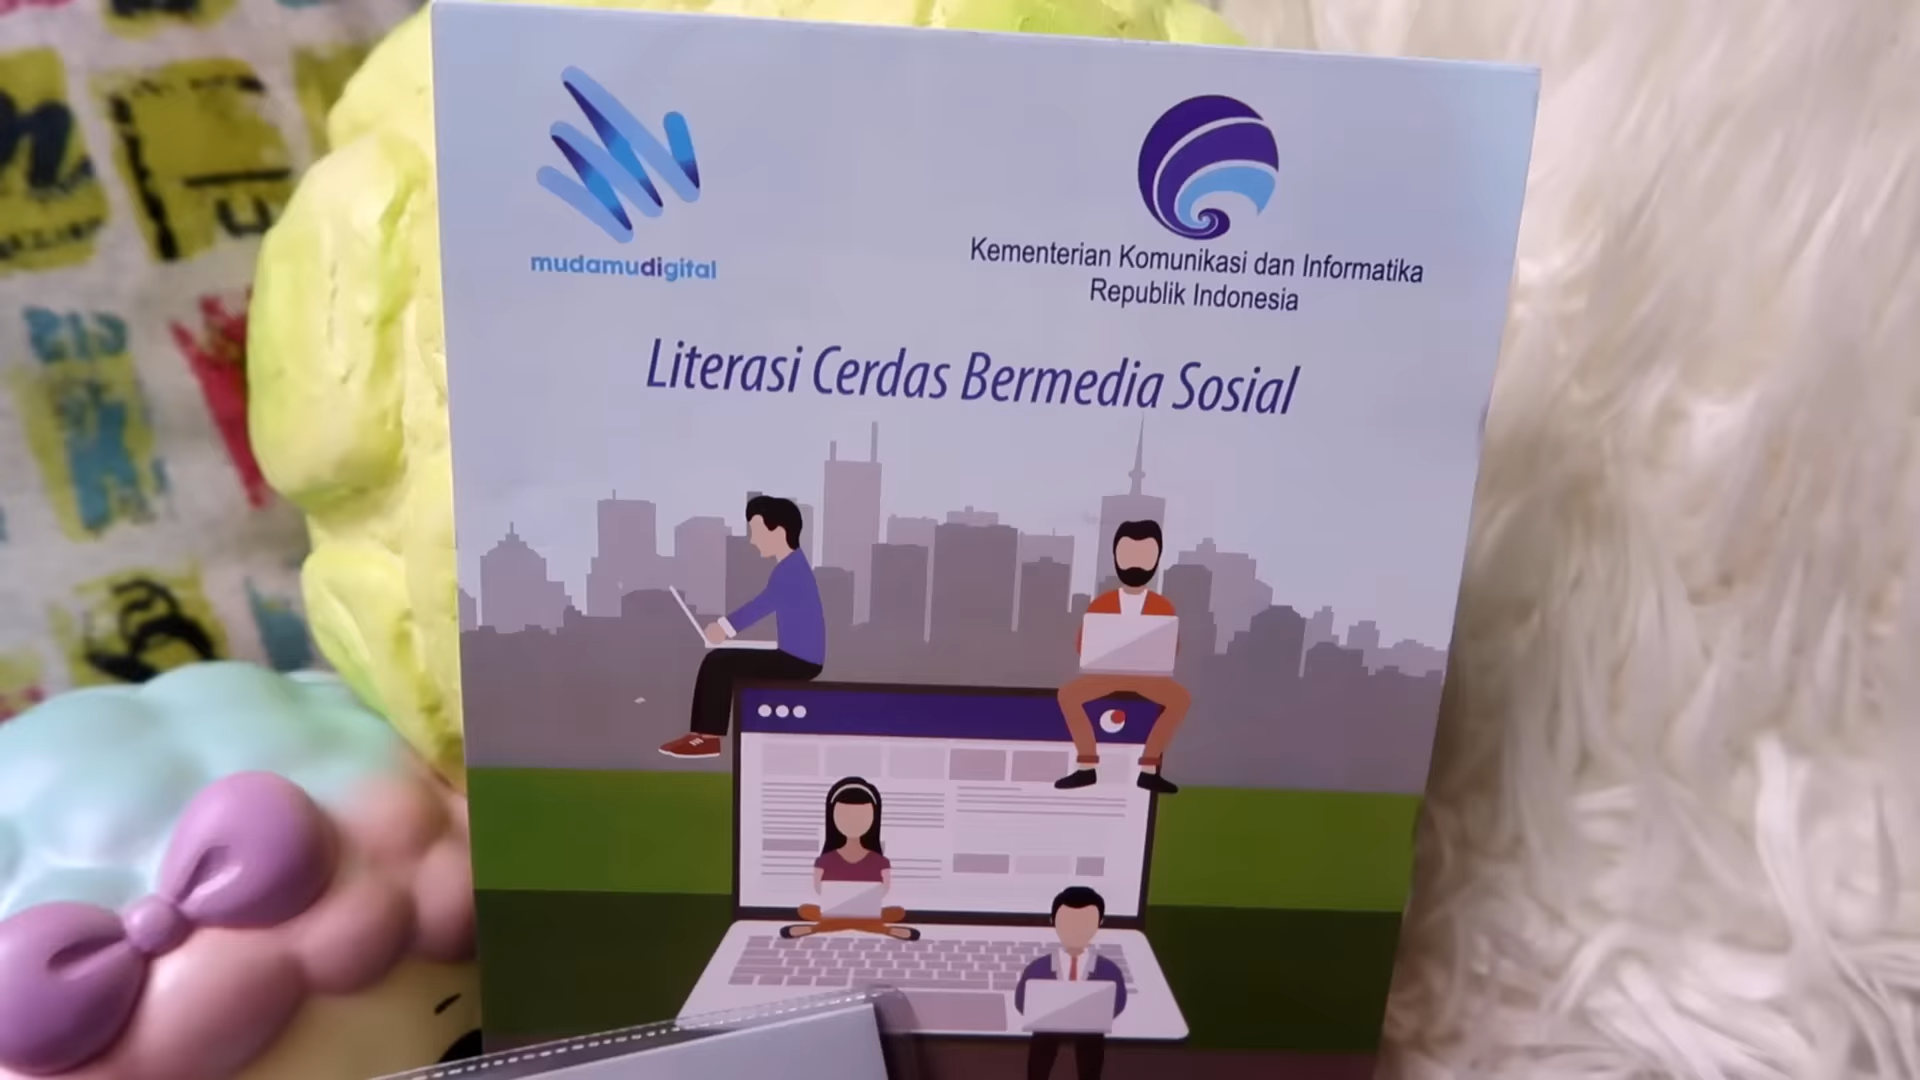 mudamudigital
Kementerian Komunikasi dan Informatika
Republik Indonesia
Literasi Cerdas Bermedia Sosial